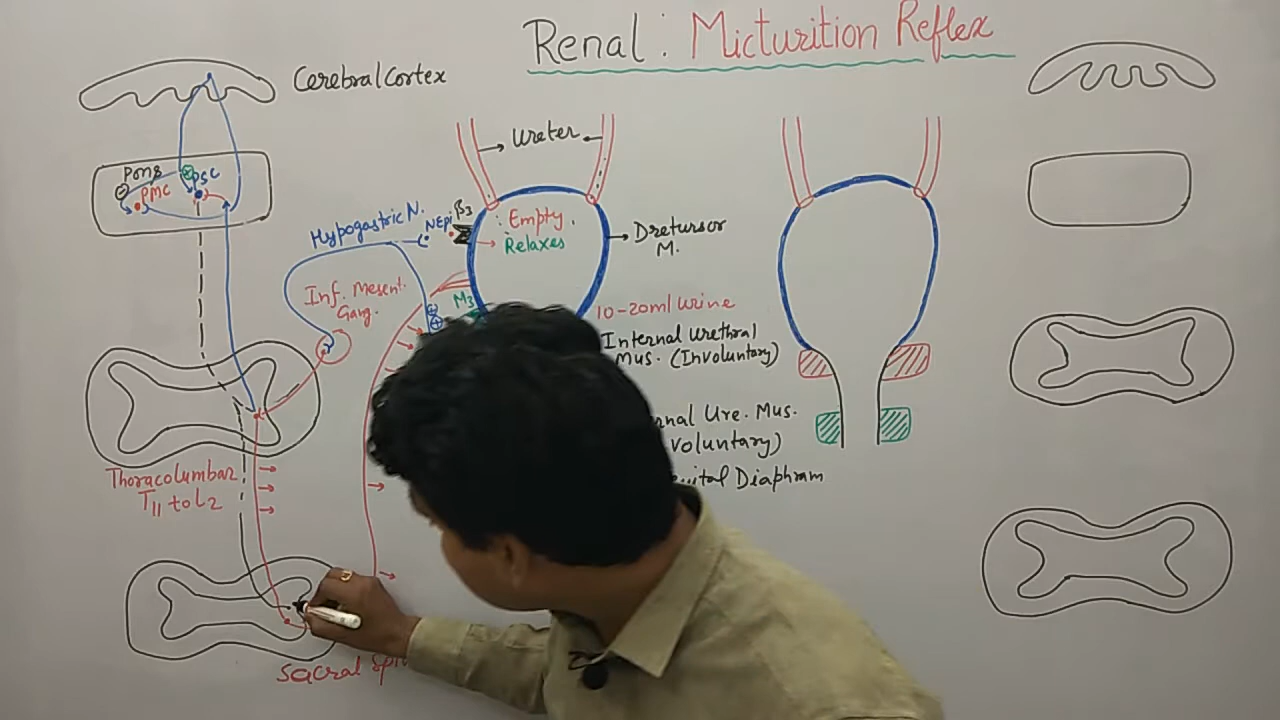 Renal : Micturition Reflex
Cerebral Cortex
Pons
PSC
PMC
Ureter
Hypogastric N.
NEpi
β3
Empty
Relaxes
Dretursor
M.
Inf. Mesent.
Gang.
M3
10-20ml Urine
Internal Urethral
Mus. (Involuntary)
Ure. Mus.
Voluntary)
Diaphram
Thoracolumbar
T11 to L2
Sacral